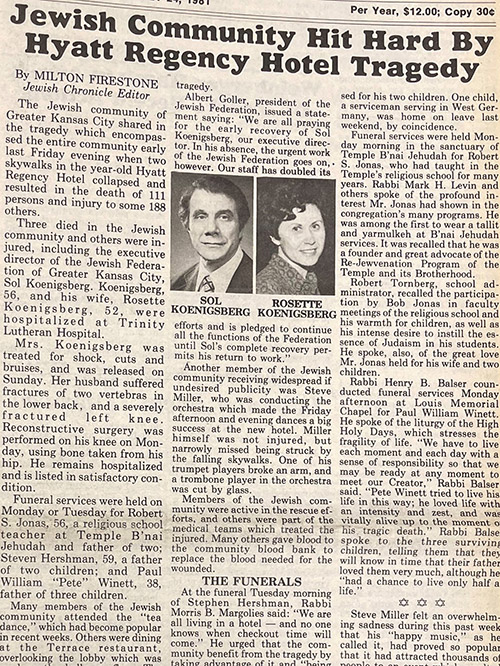 24, 1981
Per Year, $12.00; Copy 30¢
Jewish Community Hit Hard By
Hyatt Regency Hotel Tragedy
By MILTON FIRESTONE
Jewish Chronicle Editor
The Jewish community of
Greater Kansas City shared in
the tragedy which encompas-
sed the entire community early
last Friday evening when two
skywalks in the year-old Hyatt
Regency Hotel collapsed and
resulted in the death of 111
persons and injury to some 188
others.
Three died in the Jewish
community and others were in-
jured, including the executive
director of the Jewish Federa-
tion of Greater Kansas City,
Sol Koenigsberg. Koenigsberg,
56, and his wife, Rosette
Koenigsberg, 52, were
hospitalized at Trinity
Lutheran Hospital.
Mrs. Koenigsberg was
treated for shock, cuts and
bruises, and was released on
Sunday. Her husband suffered
fractures of two vertebras in
the lower back, and a severely
fractured left knee.
Reconstructive surgery was
performed on his knee on Mon-
day, using bone taken from his
hip. He remains hospitalized
and is listed in satisfactory con-
dition.
Funeral services were held on
Monday or Tuesday for Robert
S. Jonas, 56, a religious school
teacher at Temple B'nai
Jehudah and father of two;
Steven Hershman, 59, a father
of two children; and Paul
William "Pete" Winett, 38,
father of three children.
Many members of the Jewish
community attended the "tea
dance," which had become popular
in recent weeks. Others were dining
at the Terrace restaurant
overlooking the lobby which was
tragedy.
Albert Goller, president of the
Jewish Federation, issued a state-
ment saying: "We are all praying
for the early recovery of Sol
Koenigsberg, our executive direc-
tor. In his absence, the urgent work
of the Jewish Federation goes on,
however. Our staff has doubled its
SOL
KOENIGSBERG
ROSETTE
KOENIGSBERG
efforts and is pledged to continue
all the functions of the Federation
until Sol's complete recovery per-
mits his return to work."
Another member of the Jewish
community receiving widespread if
undesired publicity was Steve
Miller, who was conducting the
orchestra which made the Friday
afternoon and evening dances a big
success at the new hotel. Miller
himself was not injured, but
narrowly missed being struck by
the falling skywalks. One of his
trumpet players broke an arm, and
a trombone player in the orchestra
was cut by glass.
Members of the Jewish com-
munity were active in the rescue ef-
forts, and others were part of the
medical teams which treated the
injured. Many others gave blood to
the community blood bank to
replace the blood needed for the
wounded.
THE FUNERALS
At the funeral Tuesday morning
of Stephen Hershman, Rabbi
Morris B. Margolies said: "We are
all living in a hotel — and no one
knows when checkout time will
come." He urged that the com-
munity benefit from the tragedy by
taking advantage of it and "being
sed for his two children. One child,
a serviceman serving in West Ger-
many, was home on leave last
weekend, by coincidence.
Funeral services were held Mon-
day morning in the sanctuary of
Temple B'nai Jehudah for Robert
S. Jonas, who had taught in the
Temple's religious school for many
years. Rabbi Mark H. Levin and
others spoke of the profound in-
terest Mr. Jonas had shown in the
congregation's many programs. He
was among the first to wear a tallit
and yarmulkeh at B'nai Jehudah
services. It was recalled that he was
a founder and great advocate of the
Re-Jewvenation Program of the
Temple and its Brotherhood.
Robert Tornberg, school ad-
ministrator, recalled the participa-
tion by Bob Jonas in faculty
meetings of the religious school and
his warmth for children, as well as
his intense desire to instill the es-
sence of Judaism in his students.
He spoke, also, of the great love
Mr. Jonas held for his wife and two
children.
Rabbi Henry B. Balser con-
ducted funeral services Monday
afternoon at Louis Memorial
Chapel for Paul William Winett.
He spoke of the liturgy of the High
Holy Days, which stresses the
fragility of life. "We have to live
each moment and each day with a
sense of responsibility so that we
may be ready at any moment to
meet our Creator," Rabbi Balser
said. "Pete Winett tried to live his
life in this way; he loved life with
an intensity and zest, and was
vitally alive up to the moment o
his tragic death." Rabbi Balse
spoke to the three surviving
children, telling them that they
will know in time that their father
loved them very much, although he
"had a chance to live only half a
life."
✡ ✡ ✡
Steve Miller felt an overwhelm-
ing sadness during this past week
that his "happy music," as he
called it, had proved so popular
that it had attracted thousands of